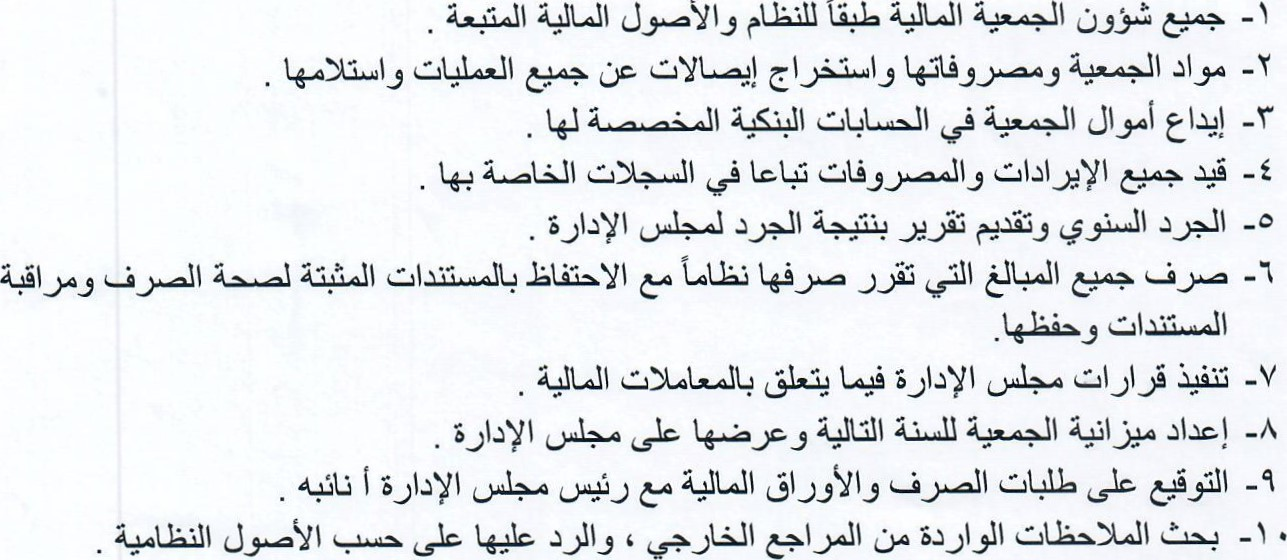 ١- جميع شؤون الجمعية المالية طبقاً للنظام والأصول المالية المتبعة .
٢- مواد الجمعية ومصروفاتها واستخراج إيصالات عن جميع العمليات واستلامها .
٣- إيداع أموال الجمعية في الحسابات البنكية المخصصة لها .
٤- قيد جميع الإيرادات والمصروفات تباعا في السجلات الخاصة بها .
٥- الجرد السنوي وتقديم تقرير بنتيجة الجرد لمجلس الإدارة .
٦- صرف جميع المبالغ التي تقرر صرفها نظاماً مع الاحتفاظ بالمستندات المثبتة لصحة الصرف ومراقبة
المستندات وحفظها.
٧- تنفيذ قرارات مجلس الإدارة فيما يتعلق بالمعاملات المالية .
٨- إعداد ميزانية الجمعية للسنة التالية وعرضها على مجلس الإدارة .
٩- التوقيع على طلبات الصرف والأوراق المالية مع رئيس مجلس الإدارة أ نائبه .
١٠- بحث الملاحظات الواردة من المراجع الخارجي ، والرد عليها على حسب الأصول النظامية .